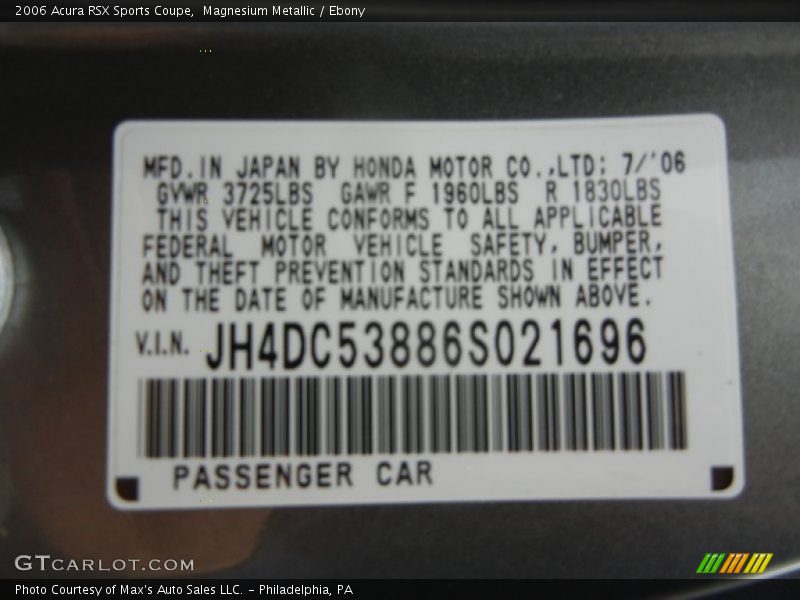 2006 Acura RSX Sports Coupe,  Magnesium Metallic / Ebony
MFD. IN JAPAN BY HONDA MOTOR CO.,LTD; 7/'06
GVWR 3725LBS GAWR F 1960LBS R 1830LBS
THIS VEHICLE CONFORMS TO ALL APPLICABLE
FEDERAL MOTOR VEHICLE SAFETY, BUMPER,
AND THEFT PREVENTION STANDARDS IN EFFECT
ON THE DATE OF MANUFACTURE SHOWN ABOVE.
V.I.N. JH4DC53886S021696
PASSENGER CAR
GTCARLOT.COM
Photo Courtesy of Max's Auto Sales LLC. - Philadelphia, PA